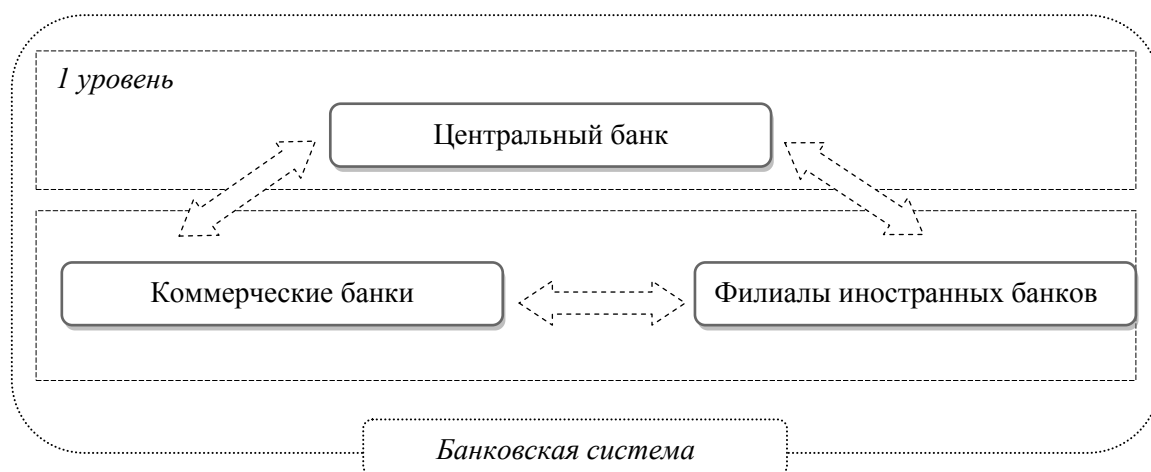 1 уровень
Центральный банк
Коммерческие банки
Филиалы иностранных банков
Банковская система